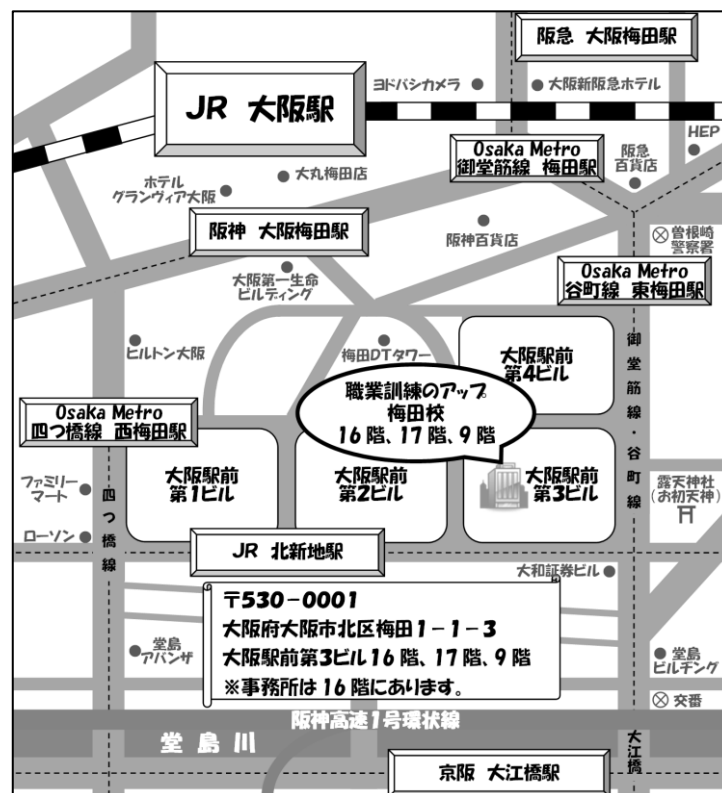 阪急 大阪梅田駅
JR 大阪駅
ヨドバシカメラ
大阪新阪急ホテル
HEP
Osaka Metro
御堂筋線 梅田駅
阪急
百貨店
大丸梅田店
ホテル
グランヴィア大阪
阪神 大阪梅田駅
阪神百貨店
曽根崎
警察署
Osaka Metro
谷町線 東梅田駅
大阪第一生命
ビルディング
ヒルトン大阪
梅田DTタワー
大阪駅前
第4ビル
御堂筋線・谷町線
職業訓練のアップ
梅田校
16階、17階、9階
Osaka Metro
四つ橋線 西梅田駅
大阪駅前
第1ビル
大阪駅前
第2ビル
大阪駅前
第3ビル
ファミリー
マート
四つ橋線
露天神社
(お初天神)
ローソン
JR 北新地駅
大和証券ビル
〒530-0001
大阪府大阪市北区梅田1-1-3
大阪駅前第3ビル16階、17階、9階
※事務所は16階にあります。
堂島
アバンザ
堂島
ビルヂング
交番
阪神高速1号環状線
堂島川
大江橋
京阪 大江橋駅